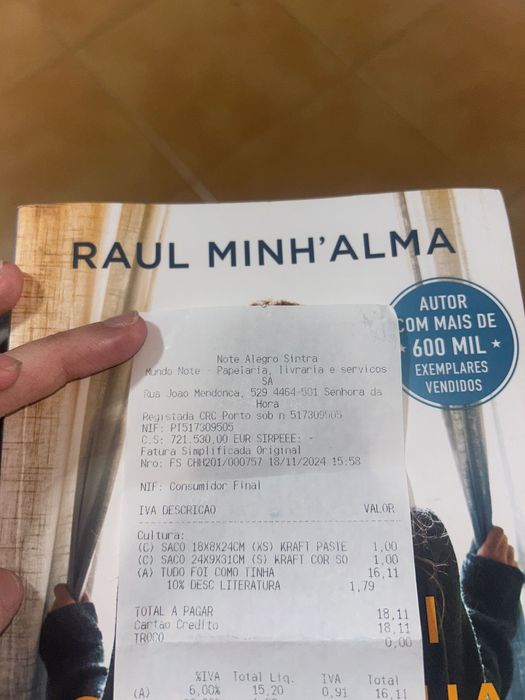 RAUL MINH'ALMA
AUTOR
COM MAIS DE
★ 600 MIL ★
EXEMPLARES
VENDIDOS
Note Alegro Sintra
Mundo Note - Papelaria, livraria e servicos
SA
Rua Joao Mendonca, 529 4464-501 Senhora da
Hora
Registada CRC Porto sob n 517309505
NIF: PT517309505
C.S: 721.530,00 EUR SIRPEEE: -
Fatura Simplificada Original
Nro: FS CHH201/000757 18/11/2024 15:58
NIF: Consumidor Final
IVA DESCRICAO VALOR
Cultura:
(C) SACO 18X8X24CM (XS) KRAFT PASTE 1,00
(C) SACO 24X9X31CM (S) KRAFT COR SO 1,00
(A) TUDO FOI COMO TINHA 16,11
10% DESC LITERATURA 1,79
TOTAL A PAGAR 18,11
Cartão Credito 18,11
TROCO 0,00
%IVA Total Liq. IVA Total
(A) 6,00% 15,20 0,91 16,11